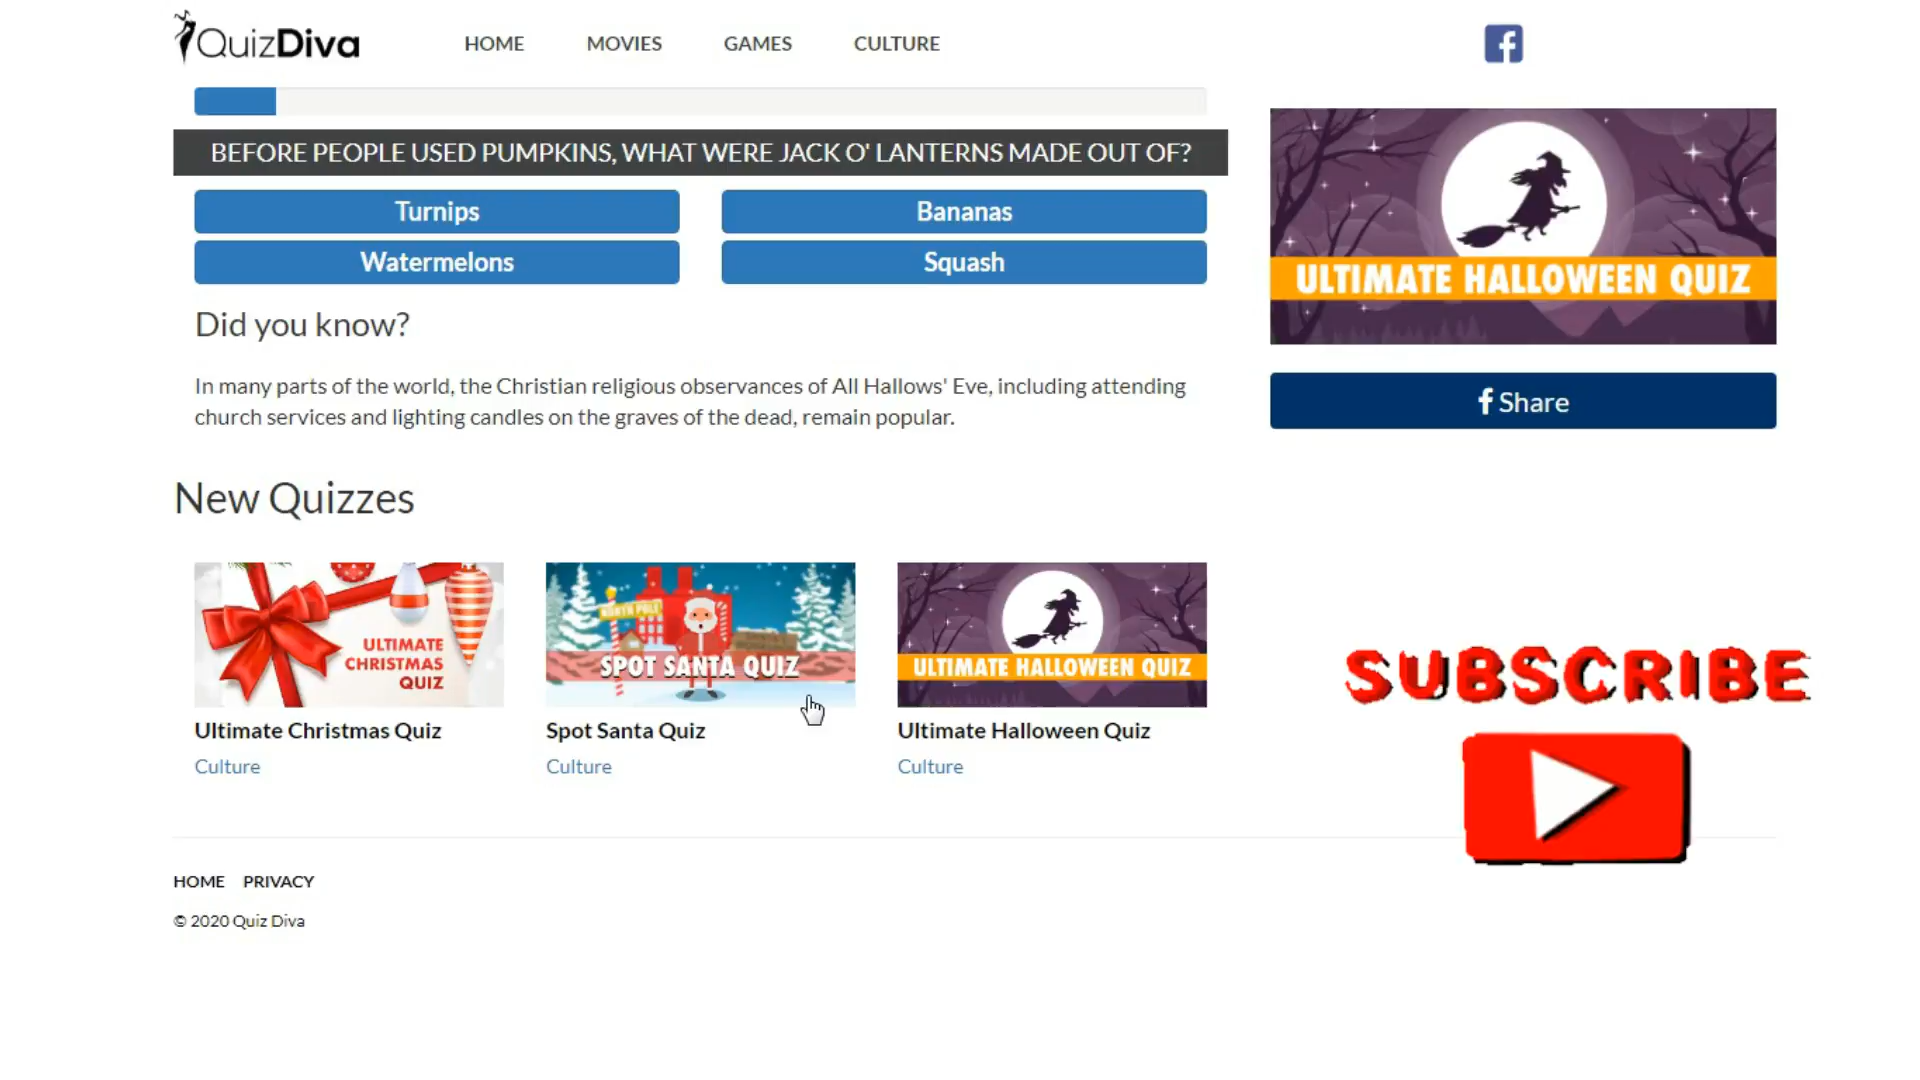 QuizDiva
HOME MOVIES GAMES CULTURE
BEFORE PEOPLE USED PUMPKINS, WHAT WERE JACK O' LANTERNS MADE OUT OF?
Turnips Bananas
Watermelons Squash
Did you know?
In many parts of the world, the Christian religious observances of All Hallows' Eve, including attending
church services and lighting candles on the graves of the dead, remain popular.
ULTIMATE HALLOWEEN QUIZ
Share
New Quizzes
ULTIMATE
CHRISTMAS
QUIZ
NORTH POLE
SPOT SANTA QUIZ
ULTIMATE HALLOWEEN QUIZ
Ultimate Christmas Quiz Spot Santa Quiz Ultimate Halloween Quiz
Culture Culture Culture
SUBSCRIBE
HOME PRIVACY
© 2020 Quiz Diva